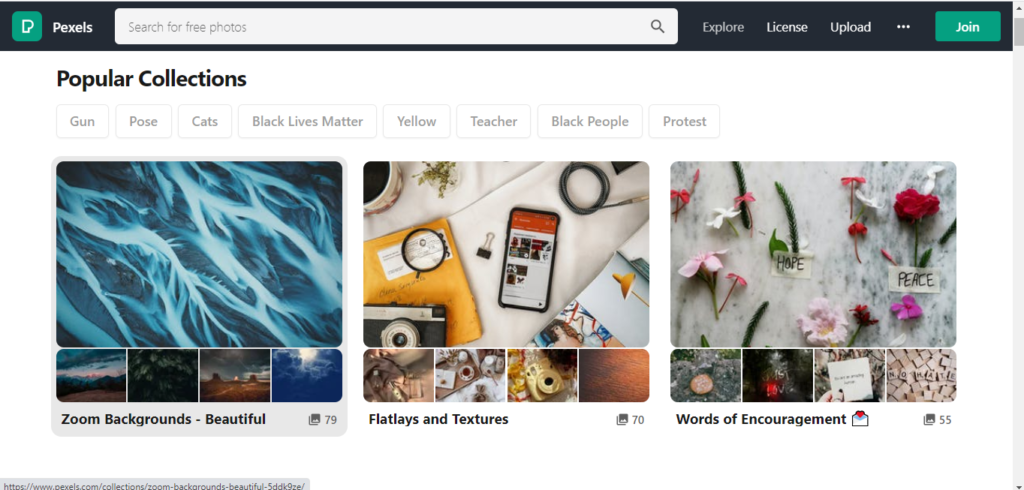 Pexels
Search for free photos
Explore License Upload ••• Join
Popular Collections
Gun Pose Cats Black Lives Matter Yellow Teacher Black People Protest
HOPE
PEACE
Zoom Backgrounds - Beautiful 79
Flatlays and Textures 70
Words of Encouragement 💌 55
https://www.pexels.com/collections/zoom-backgrounds-beautiful-5ddk9ze/